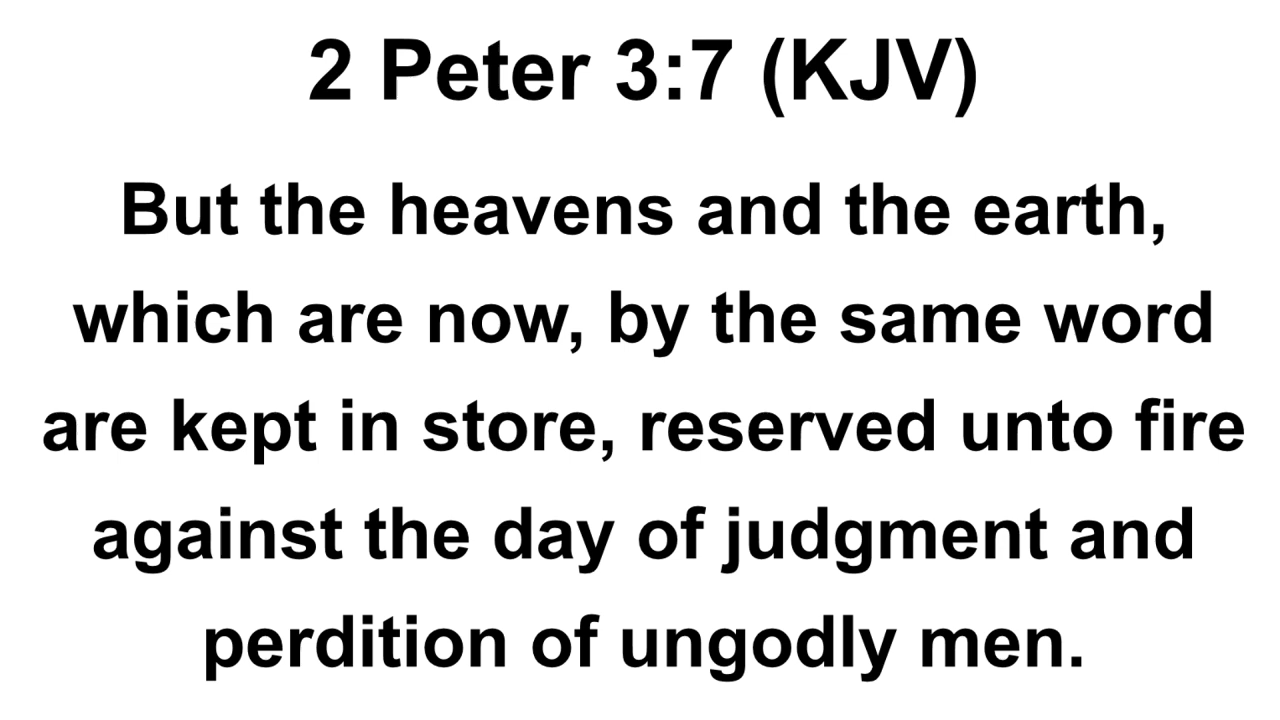 2 Peter 3:7 (KJV)
But the heavens and the earth,
which are now, by the same word
are kept in store, reserved unto fire
against the day of judgment and
perdition of ungodly men.